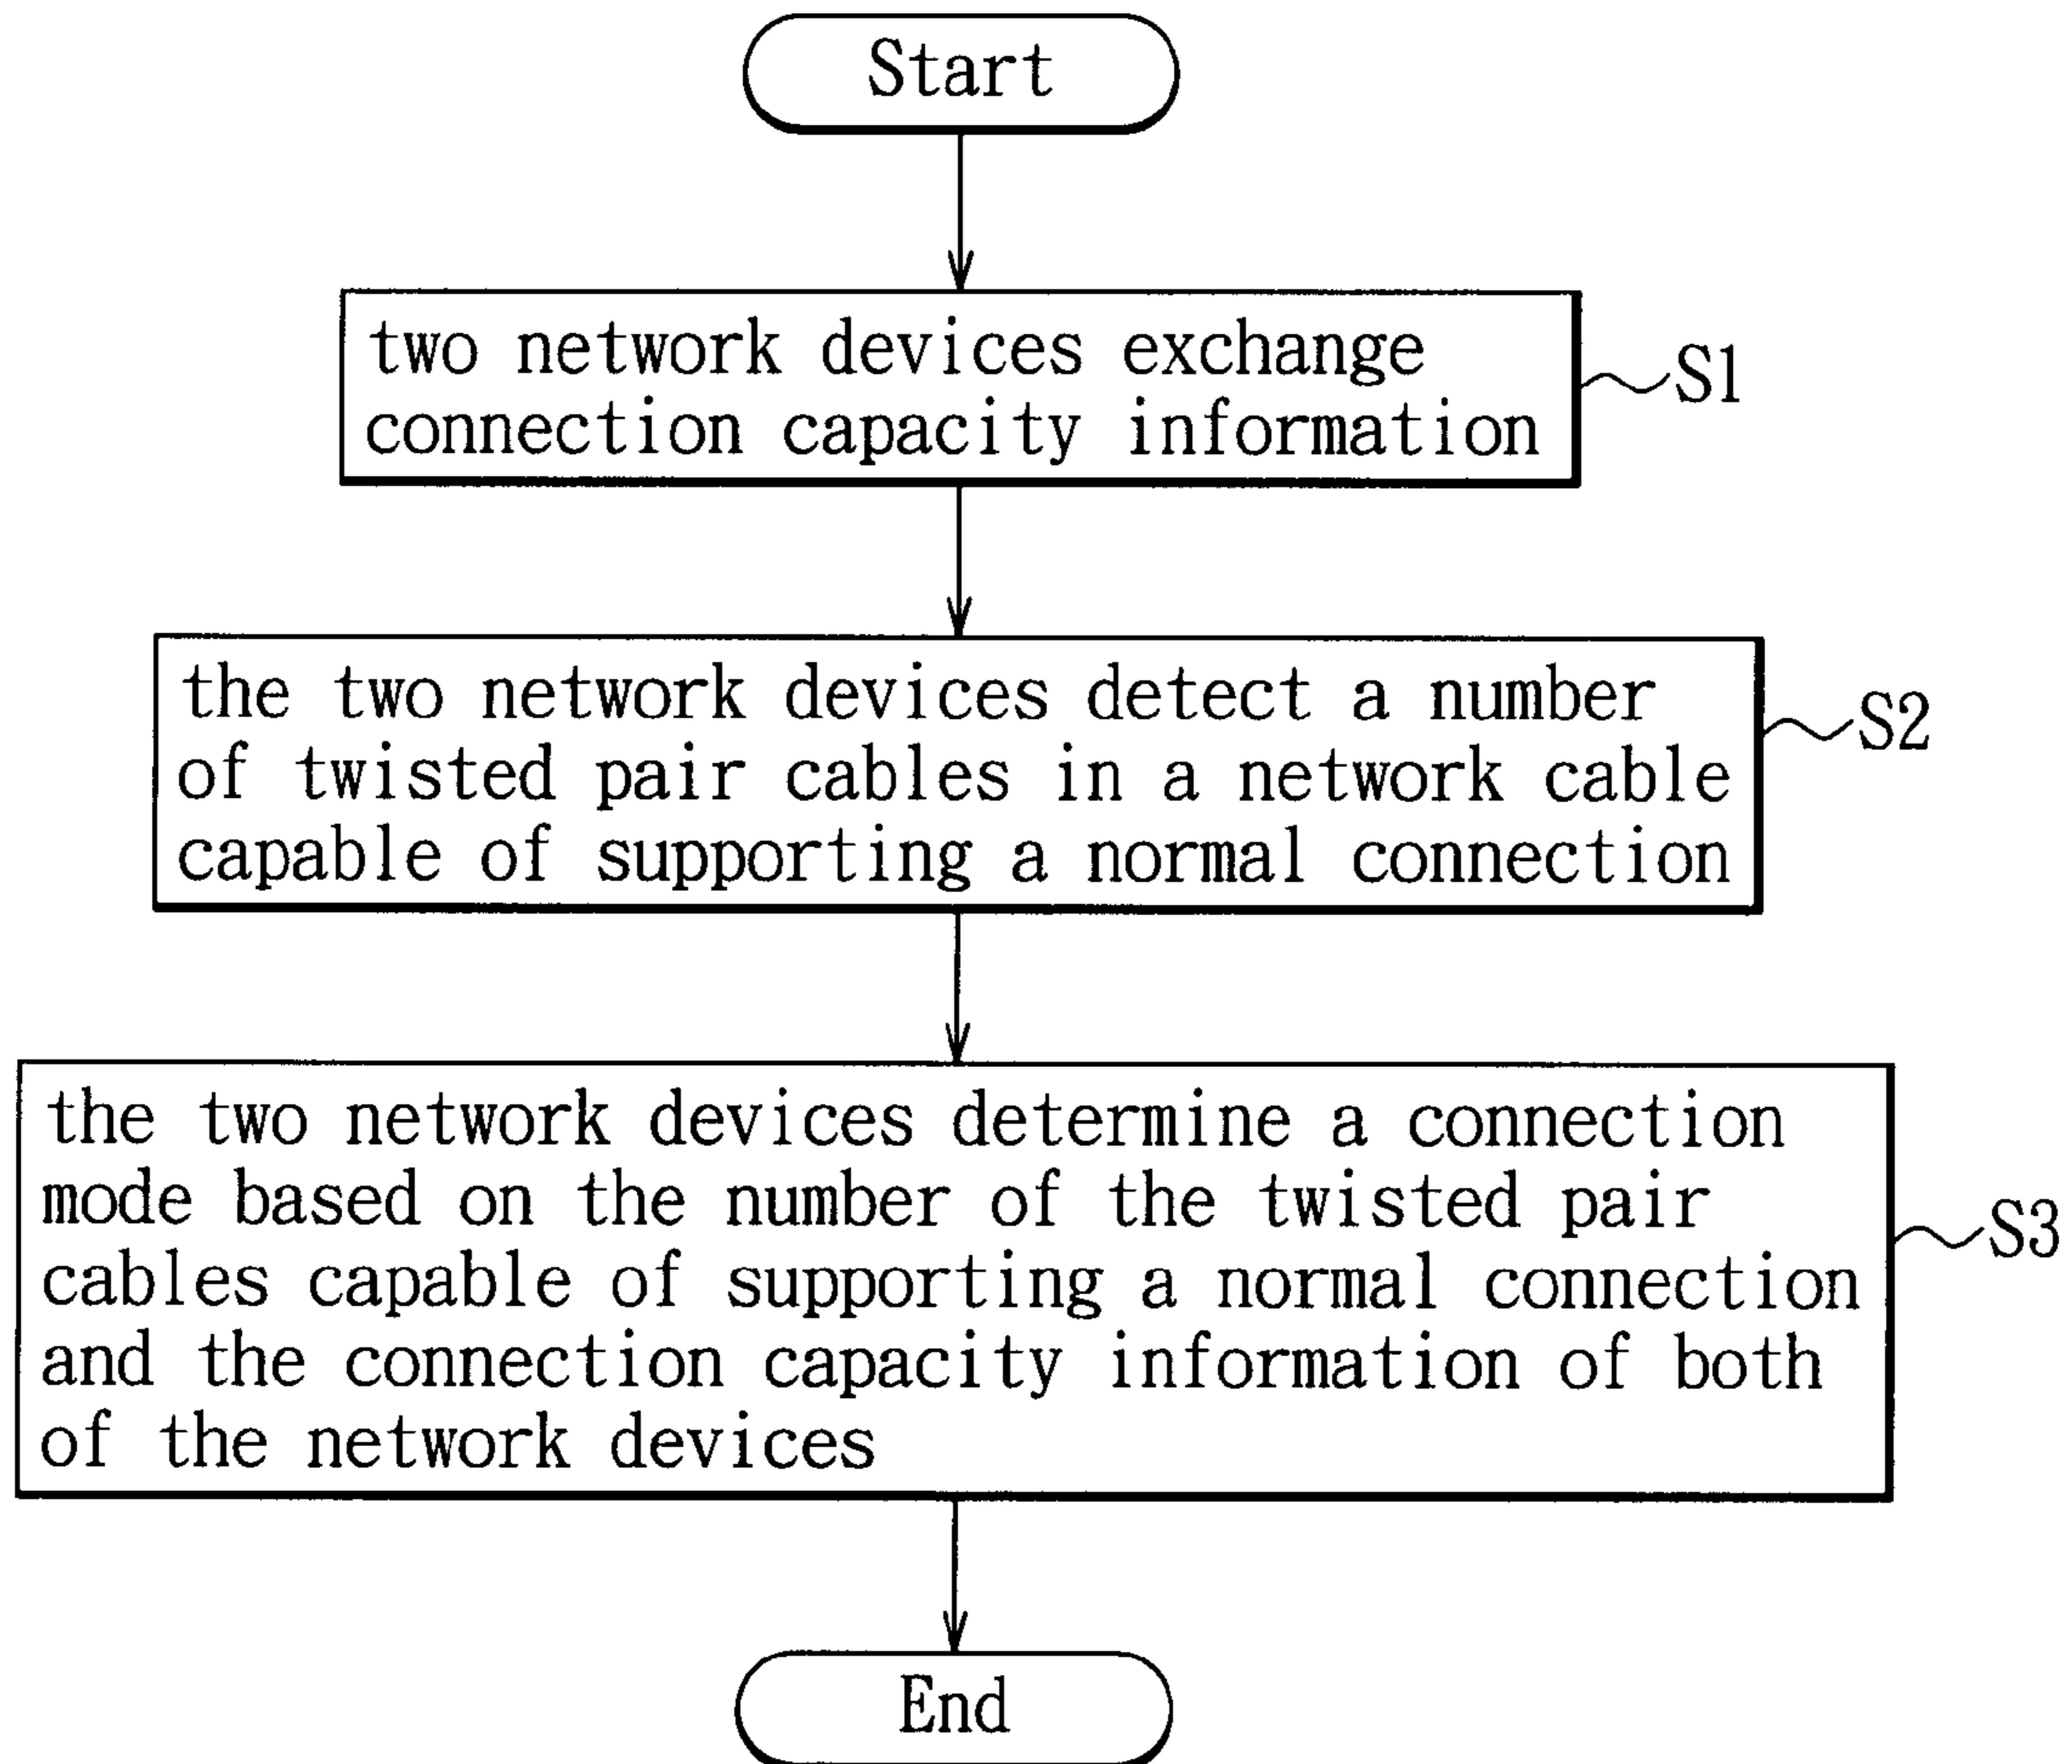 Start
two network devices exchange
connection capacity information
S1
the two network devices detect a number
of twisted pair cables in a network cable
capable of supporting a normal connection
S2
the two network devices determine a connection
mode based on the number of the twisted pair
cables capable of supporting a normal connection
and the connection capacity information of both
of the network devices
S3
End